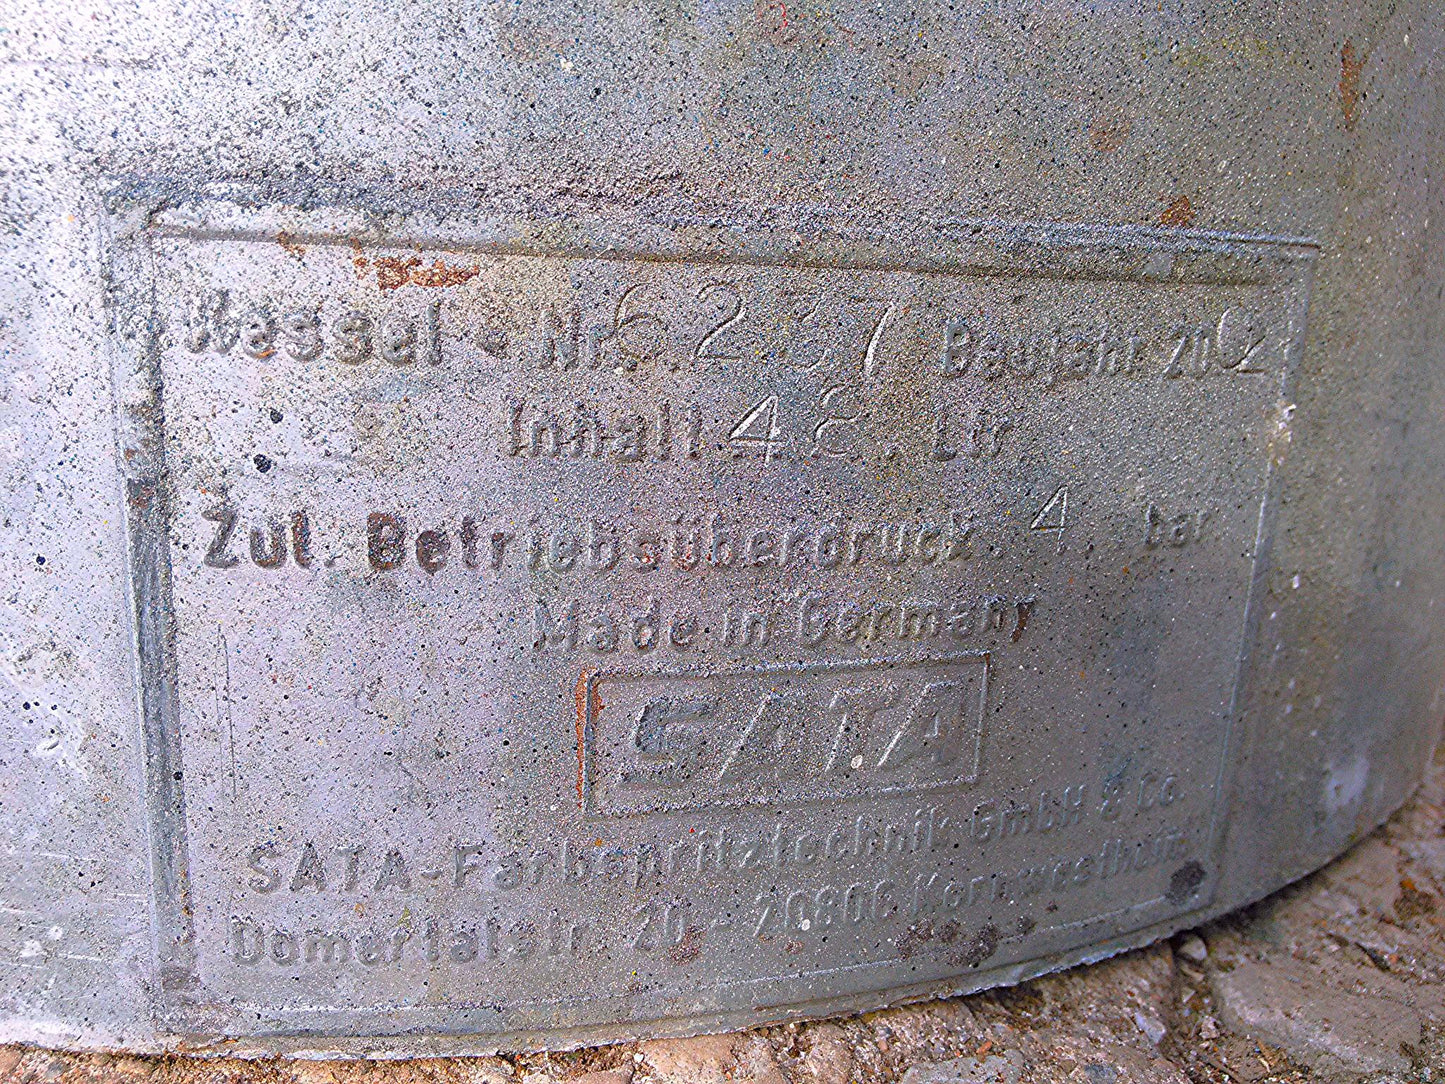 Kessel - Nr. 6287 Baujahr 2002
Inhalt 48. Ltr
Zul. Betriebsüberdruck. 4. bar
Made in Germany
SATA
SATA-Farbspritztechnik GmbH & Co.
Domertalstr. 20 - 70806 Kornwestheim